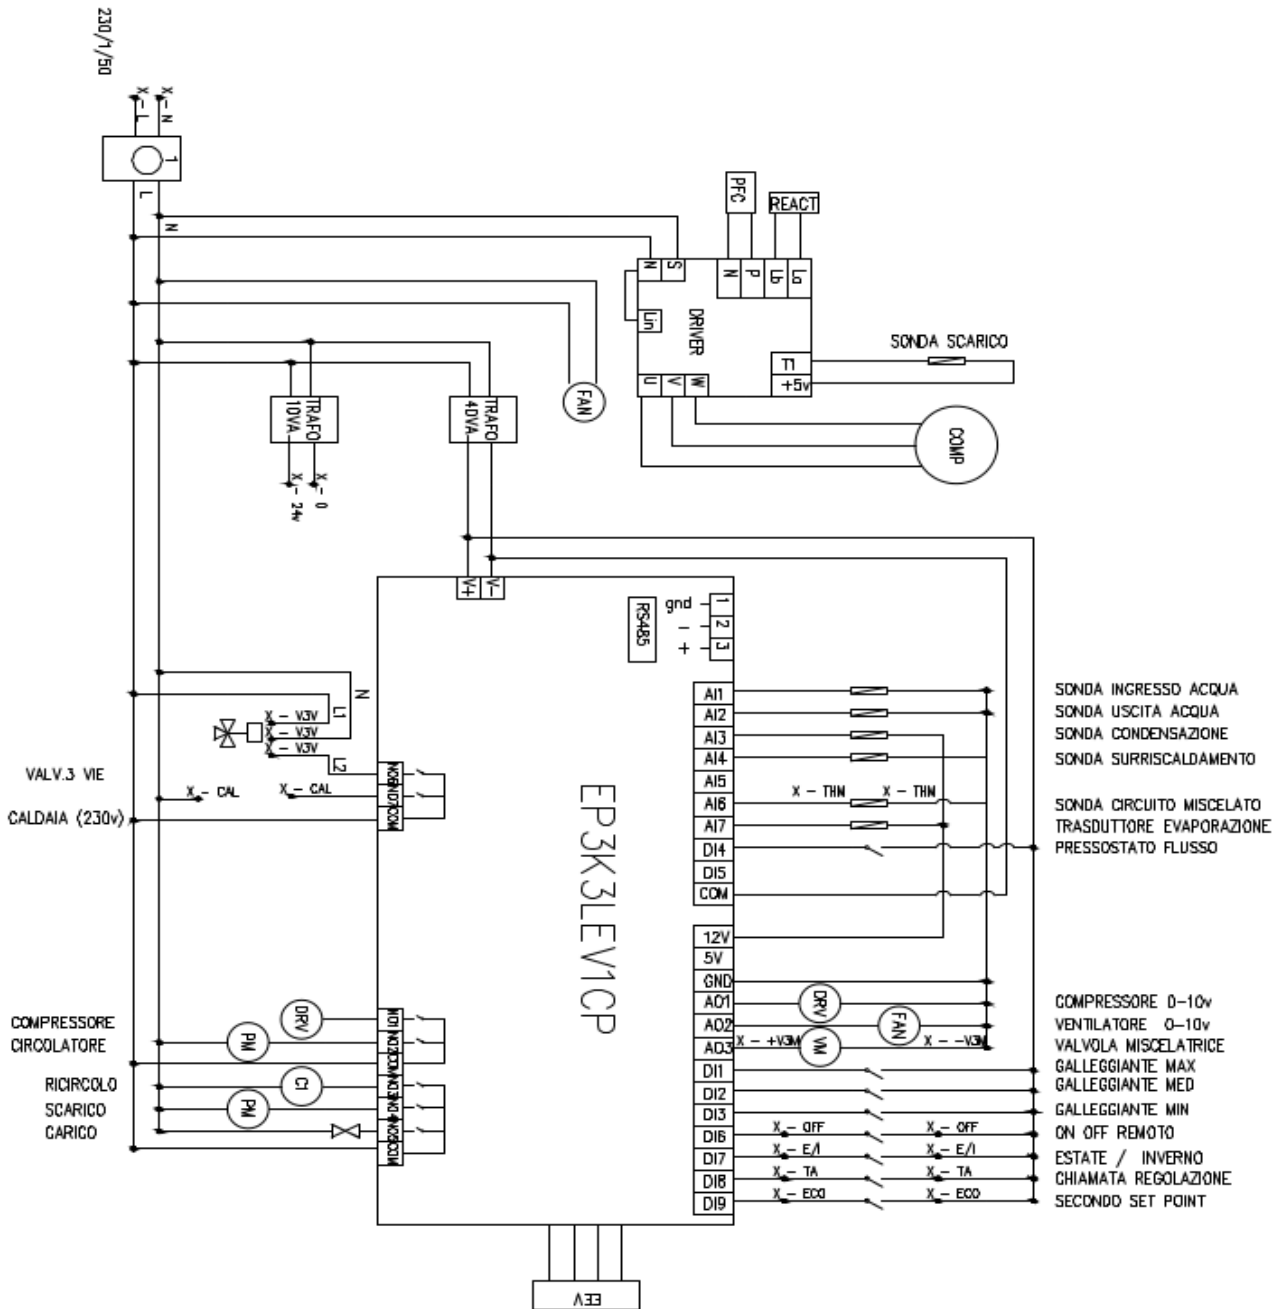 230/1/50
X - L
X - N
1
L
N
PFC
REACT
N
S
N
P
Lb
La
Lin
DRIVER
SONDA SCARICO
T1
+5v
U
V
W
COMP
FAN
TRAFO
10VA
TRAFO
40VA
X - 24v
X - 0
V+
V-
RS485
gnd
1
-
2
+
3
N
L1
X - V3V
X - V3V
X - V3V
L2
VALV.3 VIE
X - CAL
X - CAL
CALDAIA (230v)
COM
EP3K3LEV1CP
AI1
SONDA INGRESSO ACQUA
AI2
SONDA USCITA ACQUA
AI3
SONDA CONDENSAZIONE
AI4
SONDA SURRISCALDAMENTO
AI5
AI6
X - THM
X - THM
SONDA CIRCUITO MISCELATO
AI7
TRASDUTTORE EVAPORAZIONE
DI4
PRESSOSTATO FLUSSO
DI5
COM
12V
5V
GND
AO1
DRV
COMPRESSORE 0-10v
AO2
FAN
VENTILATORE 0-10v
AO3
X - +V3M
VM
X - -V3M
VALVOLA MISCELATRICE
DI1
GALLEGGIANTE MAX
DI2
GALLEGGIANTE MED
DI3
GALLEGGIANTE MIN
DI6
X - OFF
X - OFF
ON OFF REMOTO
DI7
X - E/I
X - E/I
ESTATE / INVERNO
DI8
X - TA
X - TA
CHIAMATA REGOLAZIONE
DI9
X - ECO
X - ECO
SECONDO SET POINT
COMPRESSORE
DRV
CIRCOLATORE
PM
RICIRCOLO
C1
SCARICO
PM
CARICO
COM
EEV